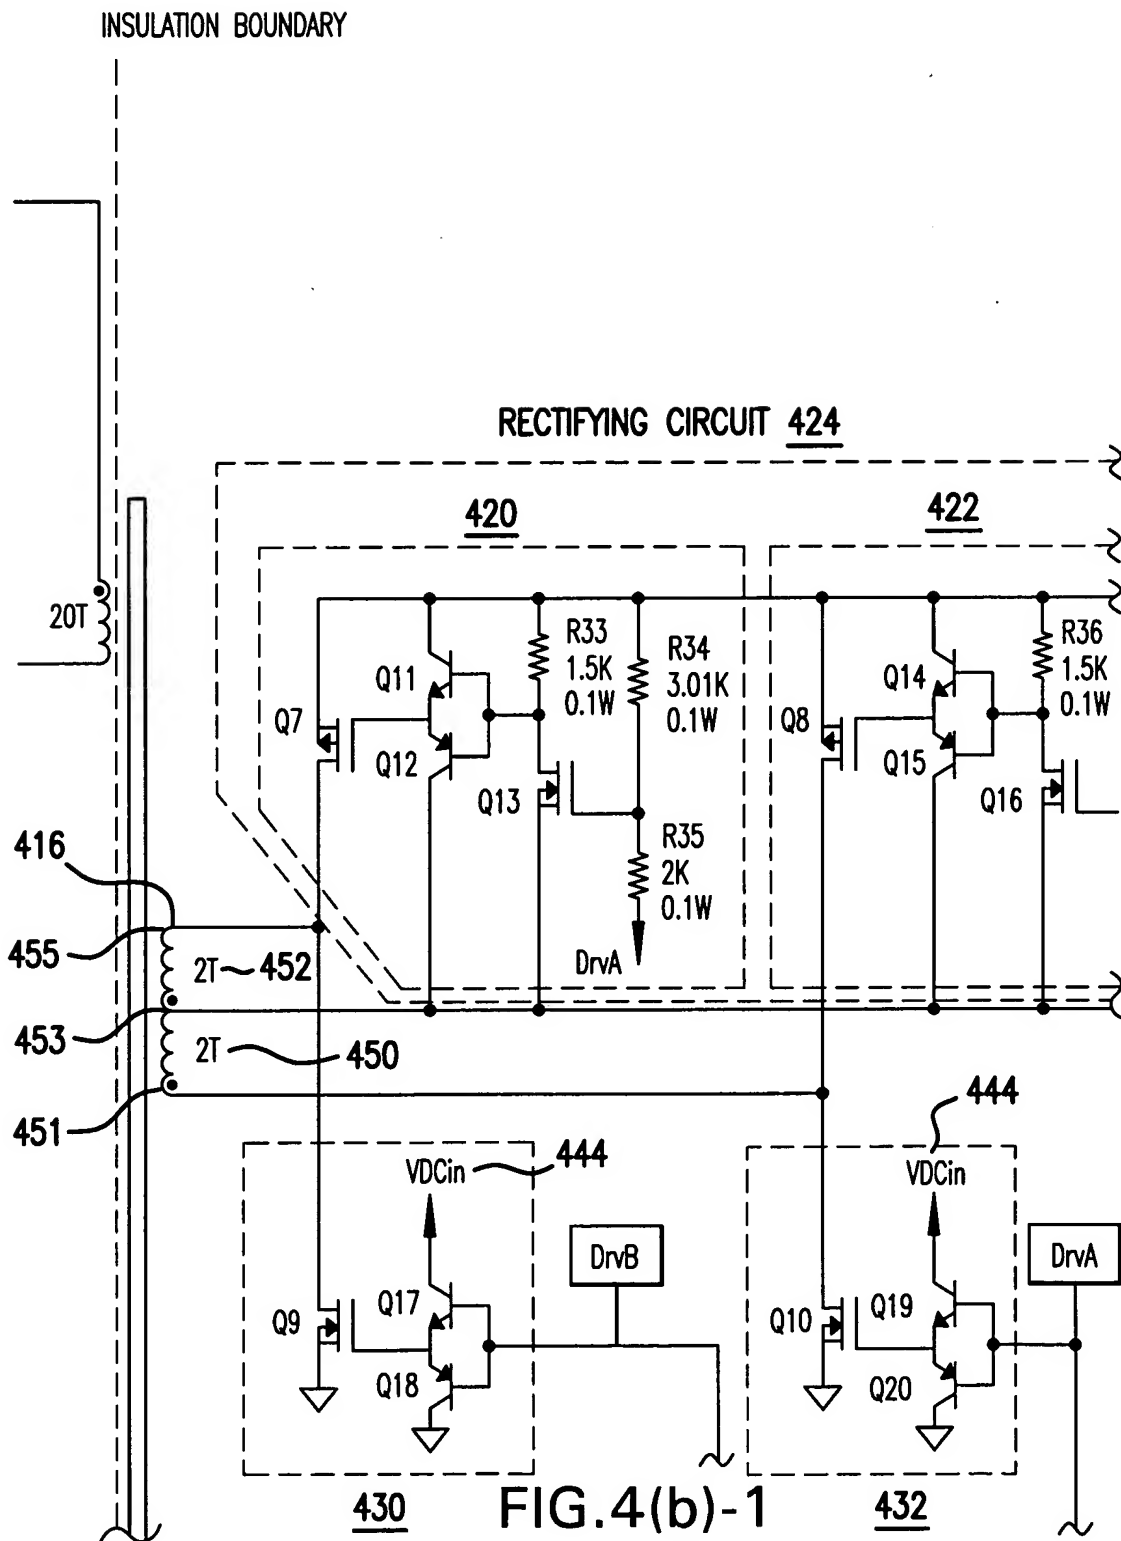 INSULATION BOUNDARY
RECTIFYING CIRCUIT 424
420
422
20T
Q7
Q11
Q12
R33
1.5K
0.1W
R34
3.01K
0.1W
Q13
R35
2K
0.1W
DrvA
Q8
Q14
Q15
R36
1.5K
0.1W
Q16
416
455
2T 452
453
2T 450
451
444
VDCin
444
VDCin
DrvB
DrvA
Q9
Q17
Q18
Q10
Q19
Q20
430
FIG.4(b)-1
432